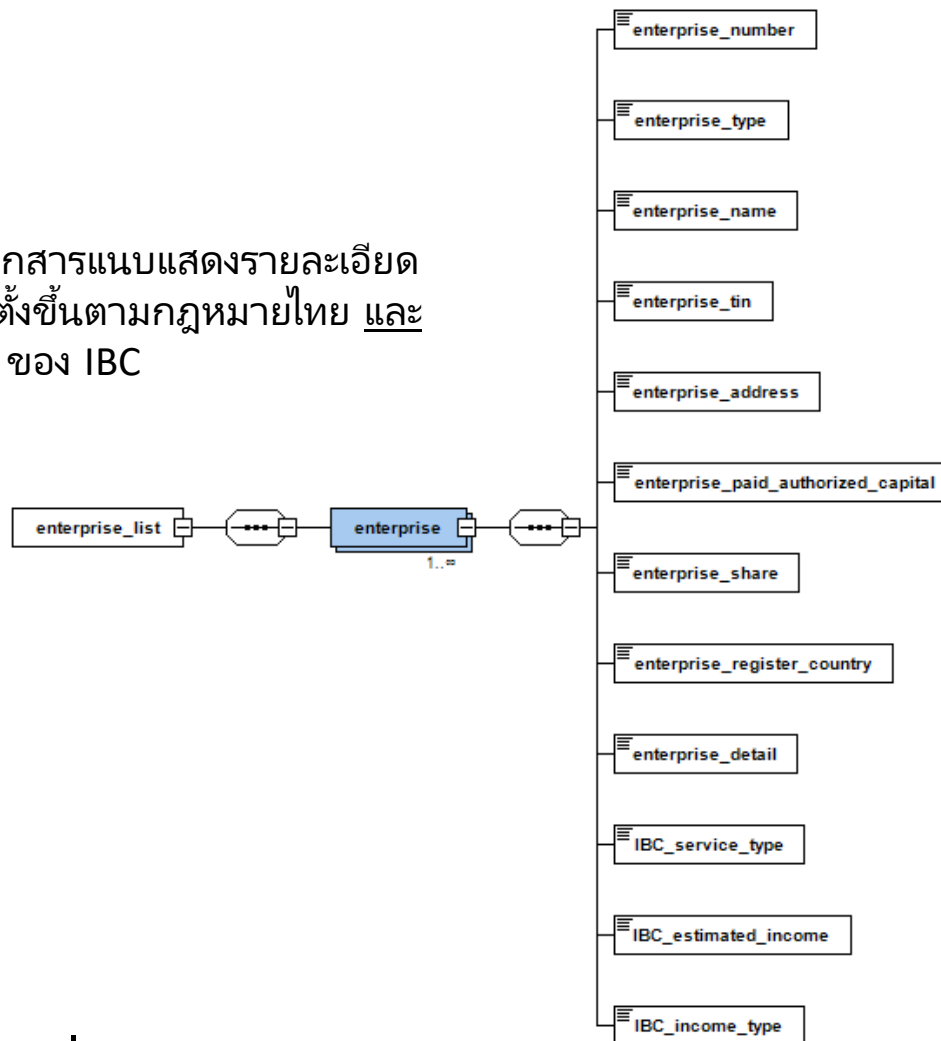 enterprise_number
enterprise_type
enterprise_name
กสารแนบแสดงรายละเอียด
ตั้งขึ้นตามกฎหมายไทย และ
ของ IBC
enterprise_tin
enterprise_address
enterprise_paid_authorized_capital
enterprise_list
enterprise
1..∞
enterprise_share
enterprise_register_country
enterprise_detail
IBC_service_type
IBC_estimated_income
IBC_income_type